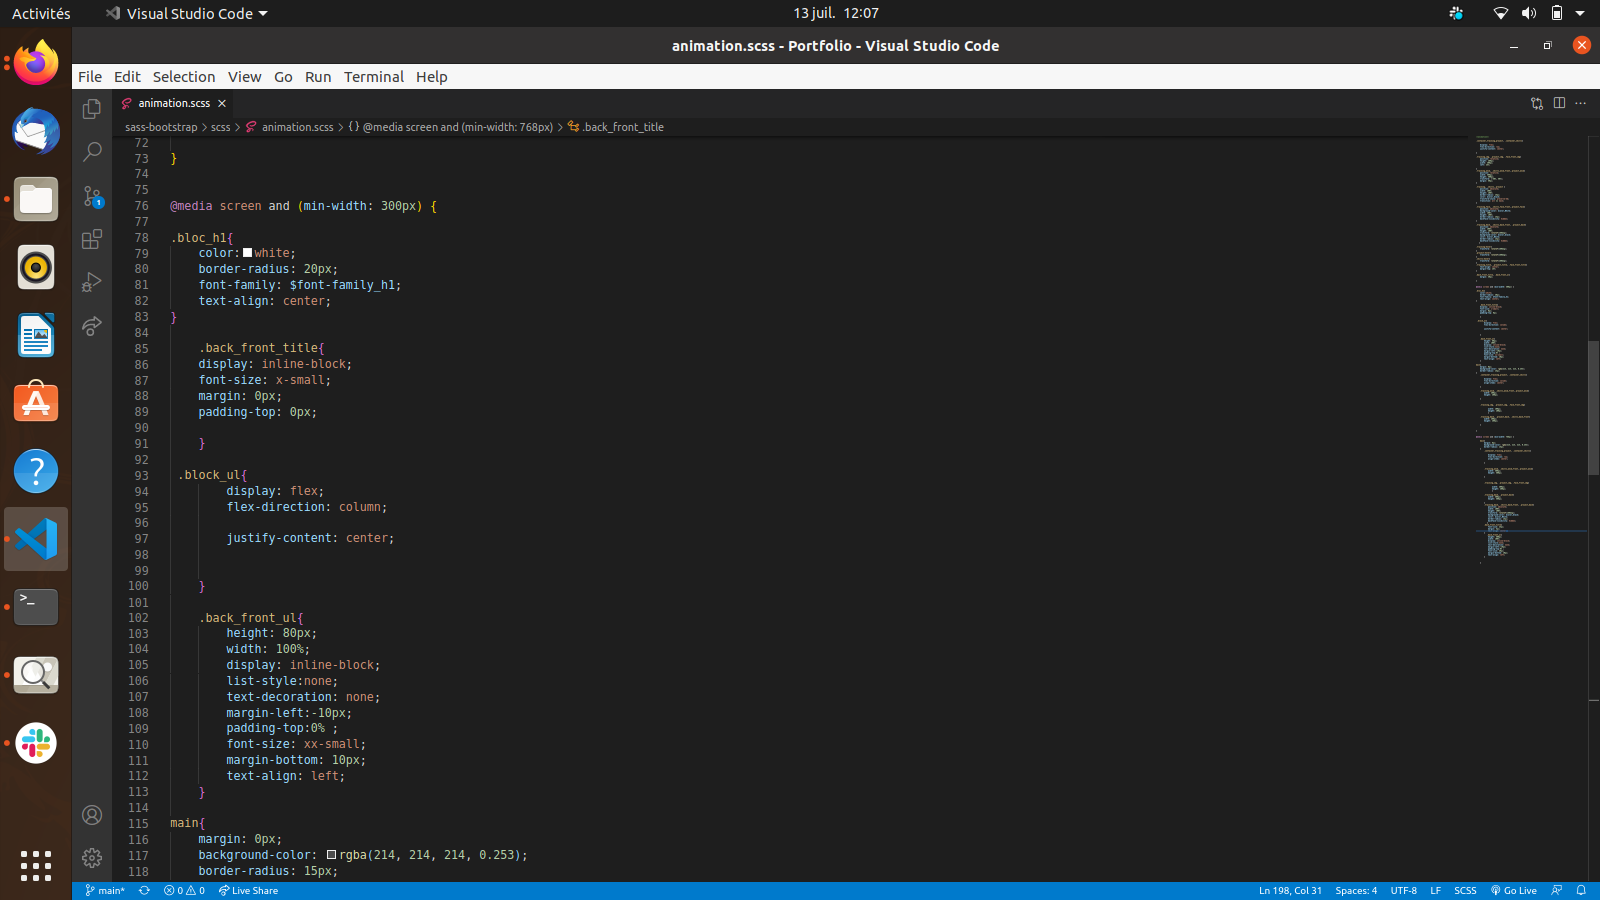 Activités
Visual Studio Code
13 juil. 12:07
animation.scss - Portfolio - Visual Studio Code
File Edit Selection View Go Run Terminal Help
animation.scss
sass-bootstrap > scss > animation.scss > {} @media screen and (min-width: 768px) > .back_front_title
72
73 }
74
75
76 @media screen and (min-width: 300px) {
77
78 .bloc_h1{
79 color: white;
80 border-radius: 20px;
81 font-family: $font-family_h1;
82 text-align: center;
83 }
84
85 .back_front_title{
86 display: inline-block;
87 font-size: x-small;
88 margin: 0px;
89 padding-top: 0px;
90
91 }
92
93 .block_ul{
94 display: flex;
95 flex-direction: column;
96
97 justify-content: center;
98
99
100 }
101
102 .back_front_ul{
103 height: 80px;
104 width: 100%;
105 display: inline-block;
106 list-style:none;
107 text-decoration: none;
108 margin-left:-10px;
109 padding-top:0% ;
110 font-size: xx-small;
111 margin-bottom: 10px;
112 text-align: left;
113 }
114
115 main{
116 margin: 0px;
117 background-color: rgba(214, 214, 214, 0.253);
118 border-radius: 15px;
1
main* 0 0 Live Share
Ln 198, Col 31 Spaces: 4 UTF-8 LF SCSS Go Live